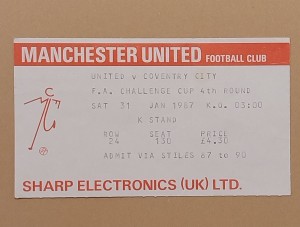 MANCHESTER UNITED FOOTBALL CLUB
UNITED v COVENTRY CITY
F.A. CHALLENGE CUP 4th ROUND
SAT 31 JAN 1987 K.O. 03:00
K STAND
ROW SEAT PRICE
24 130 £4.30
ADMIT VIA STILES 67 to 90
SHARP ELECTRONICS (UK) LTD.